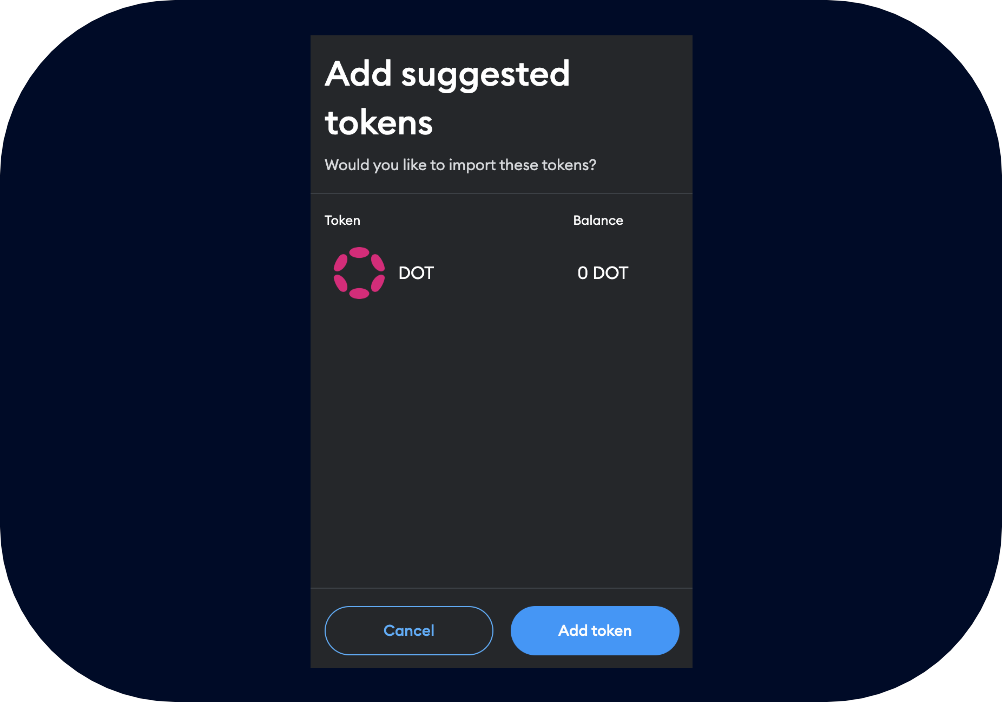 Add suggested
tokens
Would you like to import these tokens?
Token Balance
DOT 0 DOT
Cancel Add token